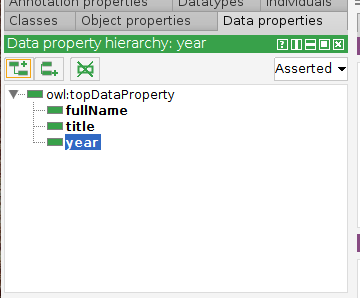 Annotation properties Datatypes Individuals
Classes Object properties Data properties
Data property hierarchy: year
Asserted
owl:topDataProperty
fullName
title
year